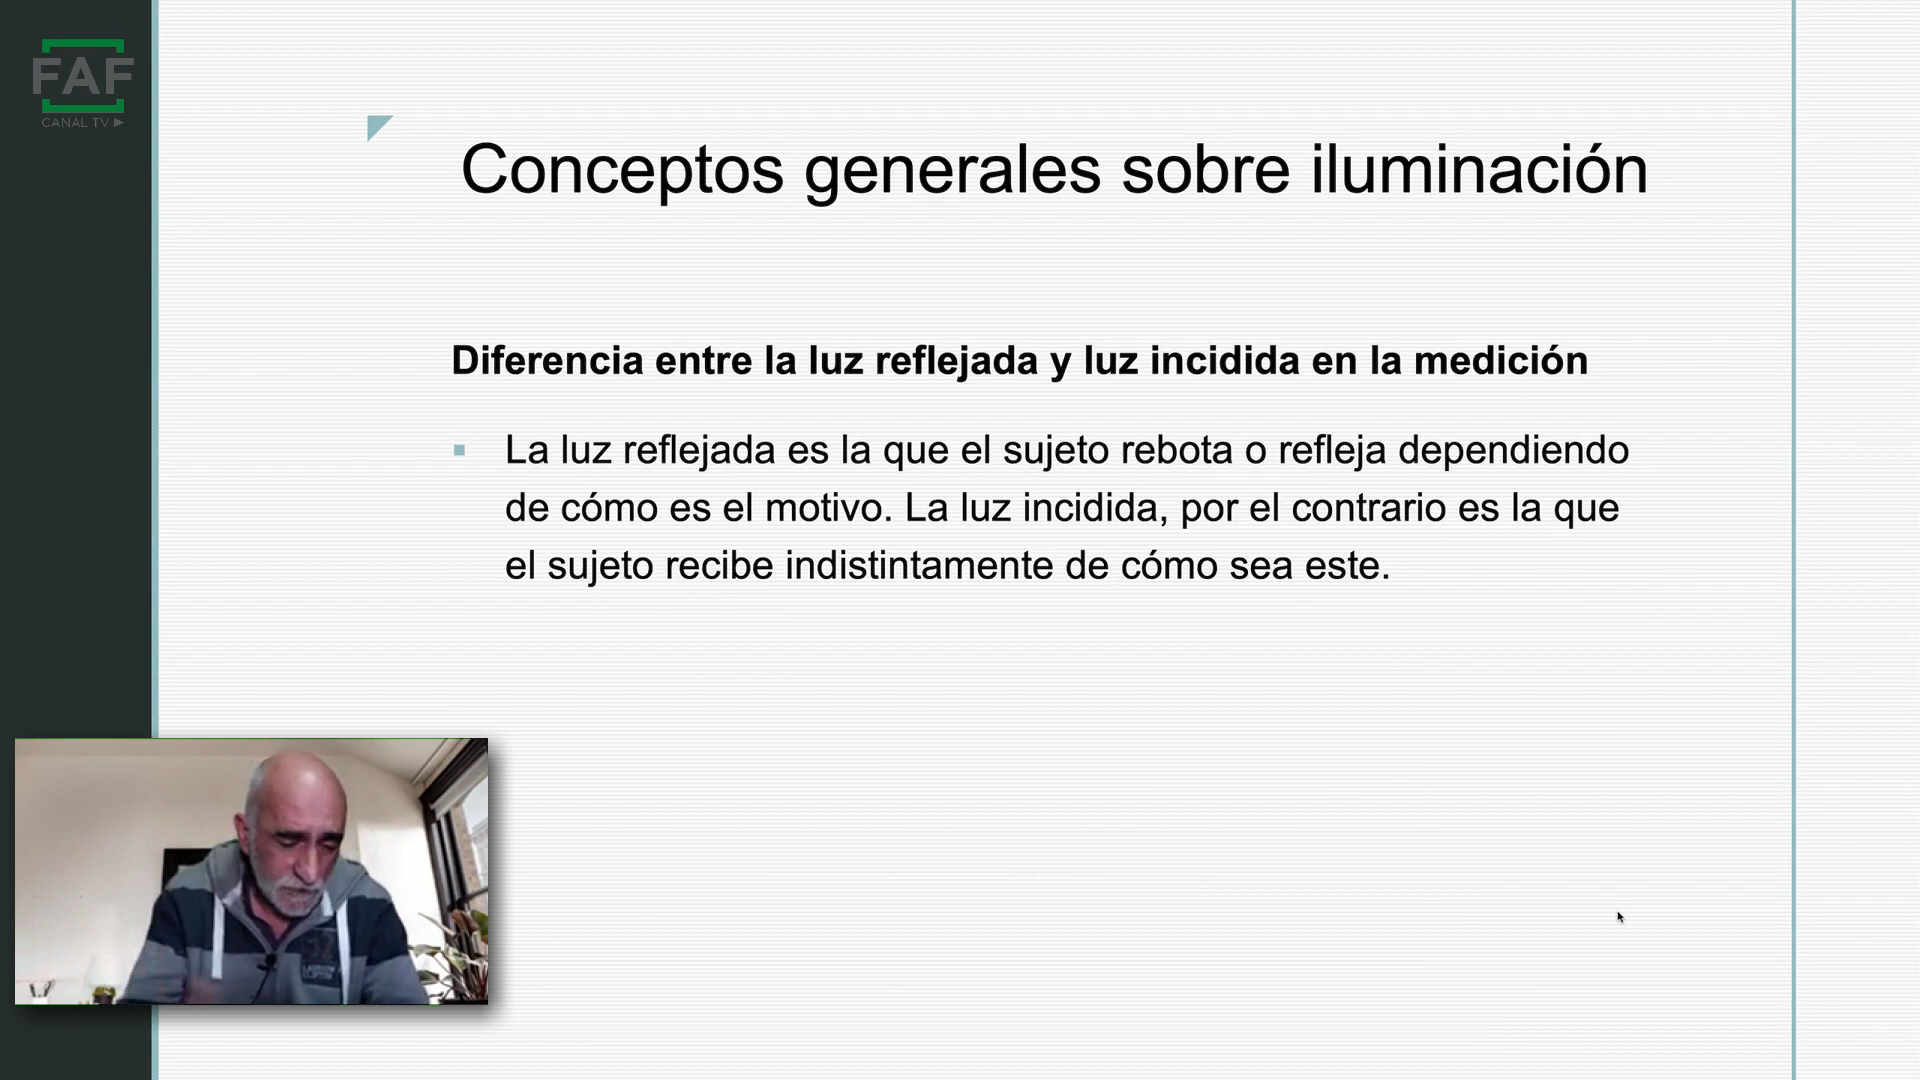 FAF
CANAL TV
Conceptos generales sobre iluminación
Diferencia entre la luz reflejada y luz incidida en la medición
La luz reflejada es la que el sujeto rebota o refleja dependiendo
de cómo es el motivo. La luz incidida, por el contrario es la que
el sujeto recibe indistintamente de cómo sea este.